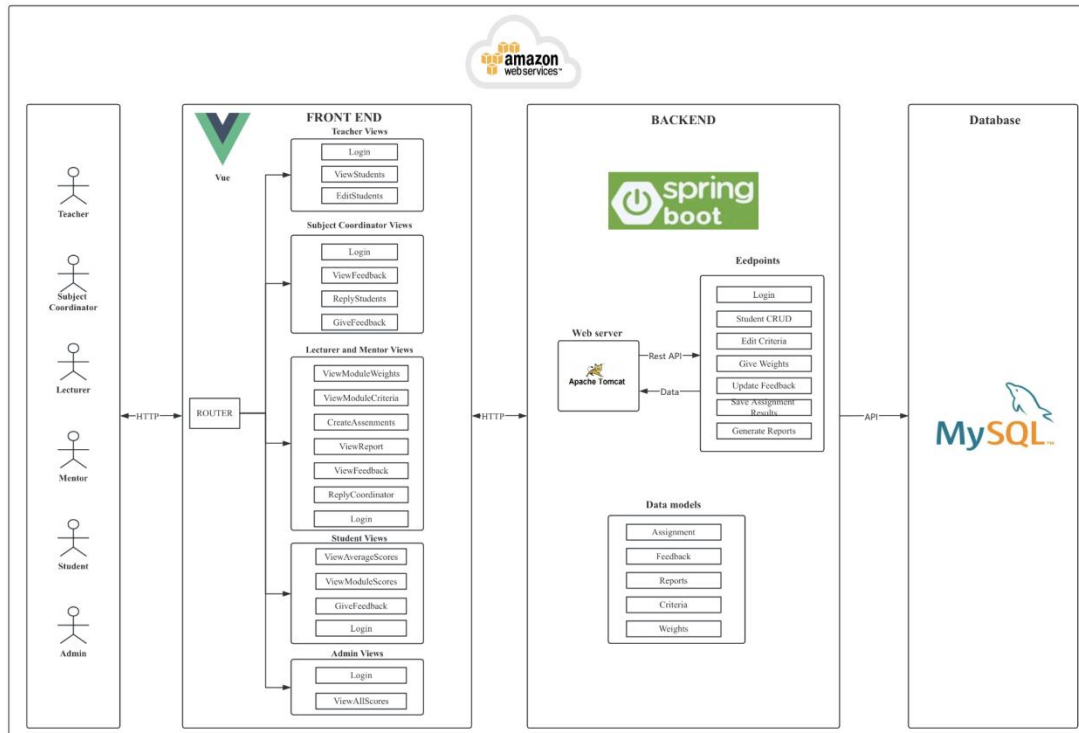 amazon
webservices™
Teacher
Subject
Coordinator
Lecturer
Mentor
Student
Admin
HTTP
FRONT END
Vue
ROUTER
Teacher Views
Login
ViewStudents
EditStudents
Subject Coordinator Views
Login
ViewFeedback
ReplyStudents
GiveFeedback
Lecturer and Mentor Views
ViewModuleWeights
ViewModuleCriteria
CreateAssenments
ViewReport
ViewFeedback
ReplyCoordinator
Login
Student Views
ViewAverageScores
ViewModuleScores
GiveFeedback
Login
Admin Views
Login
ViewAllScores
HTTP
BACKEND
spring
boot
Web server
Apache Tomcat
Rest API
Data
Eedpoints
Login
Student CRUD
Edit Criteria
Give Weights
Update Feedback
Save Assignment
Results
Generate Reports
Data models
Assignment
Feedback
Reports
Criteria
Weights
API
Database
MySQL™